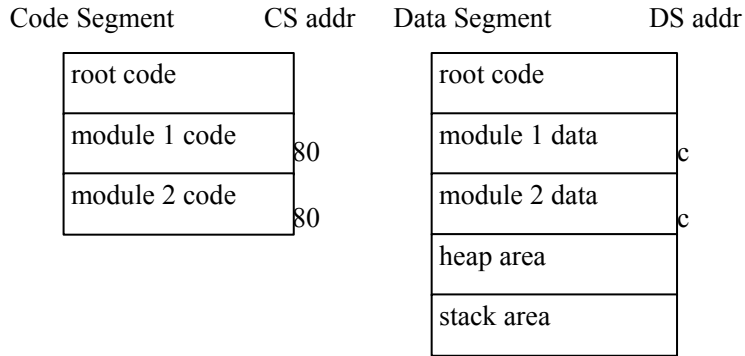 Code Segment CS addr Data Segment DS addr
root code root code
module 1 code 80 module 1 data c
module 2 code 80 module 2 data c
heap area
stack area